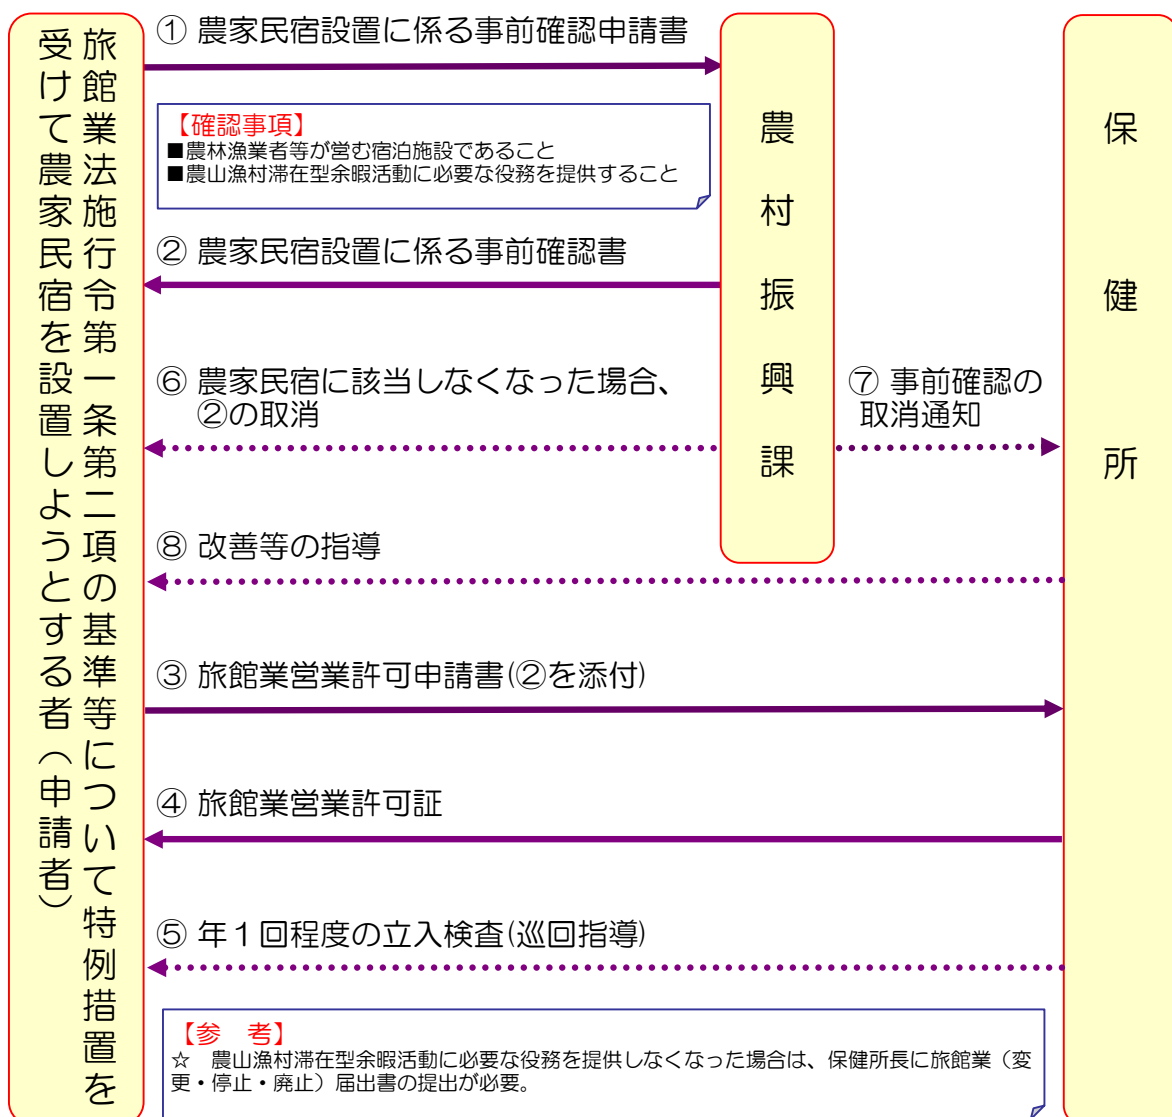 旅館業法施行令第一条第二項の基準等について特例措置を
受けて農家民宿を設置しようとする者（申請者）
① 農家民宿設置に係る事前確認申請書
【確認事項】
■農林漁業者等が営む宿泊施設であること
■農山漁村滞在型余暇活動に必要な役務を提供すること
② 農家民宿設置に係る事前確認書
農村振興課
保健所
⑥ 農家民宿に該当しなくなった場合、
②の取消
⑦ 事前確認の
取消通知
⑧ 改善等の指導
③ 旅館業営業許可申請書(②を添付)
④ 旅館業営業許可証
⑤ 年１回程度の立入検査(巡回指導)
【参　考】
☆　農山漁村滞在型余暇活動に必要な役務を提供しなくなった場合は、保健所長に旅館業（変
更・停止・廃止）届出書の提出が必要。